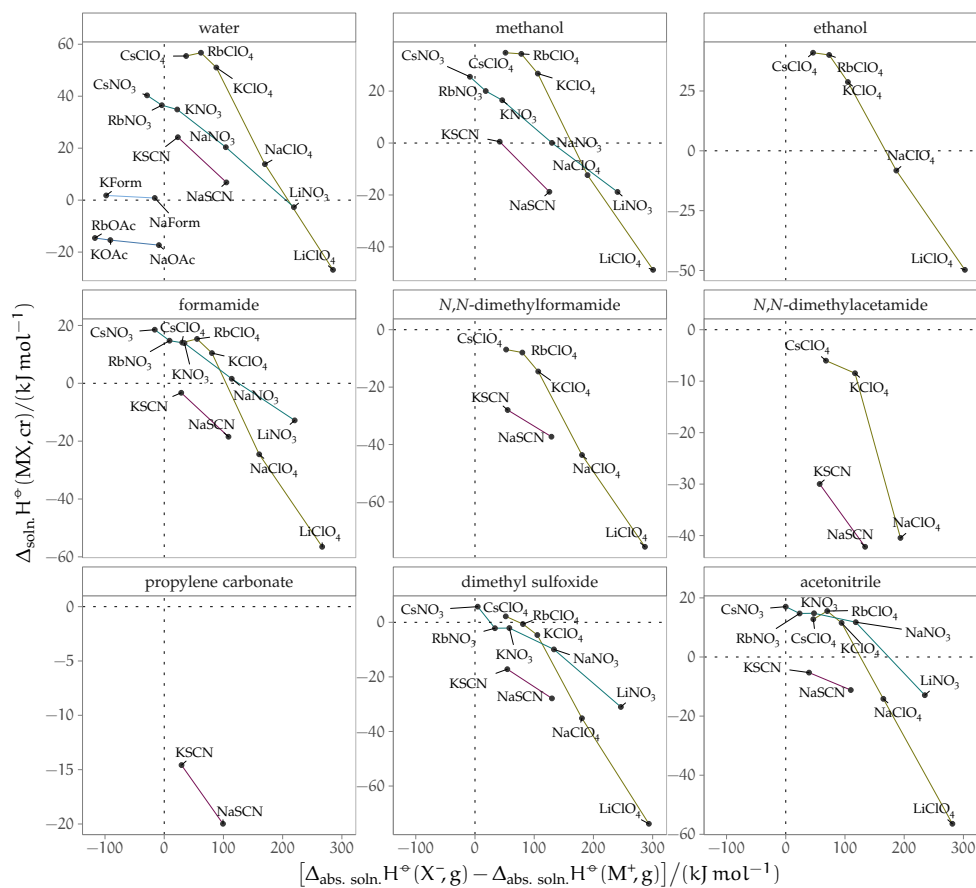 water
methanol
ethanol
60
40
20
0
−20
CsClO₄
RbClO₄
KClO₄
CsNO₃
RbNO₃
KNO₃
NaNO₃
KSCN
NaClO₄
NaSCN
LiNO₃
KForm
NaForm
RbOAc
KOAc
NaOAc
LiClO₄
20
0
−20
−40
CsNO₃
CsClO₄
RbClO₄
RbNO₃
KClO₄
KNO₃
KSCN
NaNO₃
NaClO₄
NaSCN
LiNO₃
LiClO₄
25
0
−25
−50
CsClO₄
RbClO₄
KClO₄
NaClO₄
LiClO₄
formamide
N,N-dimethylformamide
N,N-dimethylacetamide
20
0
−20
−40
−60
CsNO₃
CsClO₄
RbClO₄
RbNO₃
KClO₄
KNO₃
NaNO₃
KSCN
NaSCN
LiNO₃
NaClO₄
LiClO₄
0
−20
−40
−60
CsClO₄
RbClO₄
KClO₄
KSCN
NaSCN
NaClO₄
LiClO₄
0
−10
−20
−30
−40
CsClO₄
KClO₄
KSCN
NaSCN
NaClO₄
propylene carbonate
dimethyl sulfoxide
acetonitrile
0
−5
−10
−15
−20
KSCN
NaSCN
0
−20
−40
−60
CsNO₃
CsClO₄
RbClO₄
RbNO₃
KClO₄
KNO₃
NaNO₃
KSCN
NaSCN
LiNO₃
NaClO₄
LiClO₄
20
0
−20
−40
−60
CsNO₃
KNO₃
RbClO₄
RbNO₃
CsClO₄
NaNO₃
KClO₄
KSCN
NaSCN
LiNO₃
NaClO₄
LiClO₄
−100 0 100 200 300
−100 0 100 200 300
−100 0 100 200 300
Δsoln.H⦵(MX, cr)/(kJ mol⁻¹)
[Δabs. soln.H⦵(X⁻, g) − Δabs. soln.H⦵(M⁺, g)]/(kJ mol⁻¹)